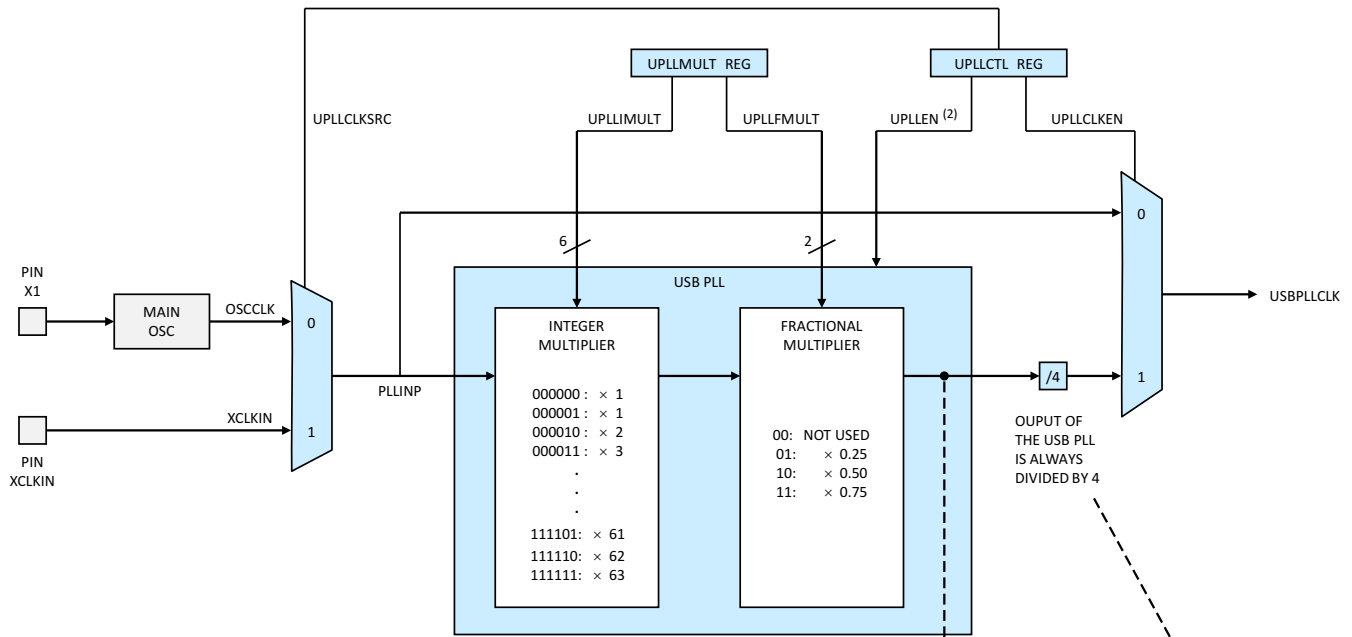 UPLLMULT REG
UPLLCTL REG
UPLLCLKSRC
UPLLIMULT
UPLLFMULT
UPLLEN (2)
UPLLCLKEN
0
6
2
PIN
X1
USB PLL
MAIN
OSC
OSCCLK
0
INTEGER
MULTIPLIER
FRACTIONAL
MULTIPLIER
USBPLLCLK
PLLINP
/4
1
XCLKIN
1
PIN
XCLKIN
000000 : × 1
000001 : × 1
000010 : × 2
000011 : × 3
.
.
.
111101: × 61
111110: × 62
111111: × 63
00: NOT USED
01: × 0.25
10: × 0.50
11: × 0.75
OUPUT OF
THE USB PLL
IS ALWAYS
DIVIDED BY 4